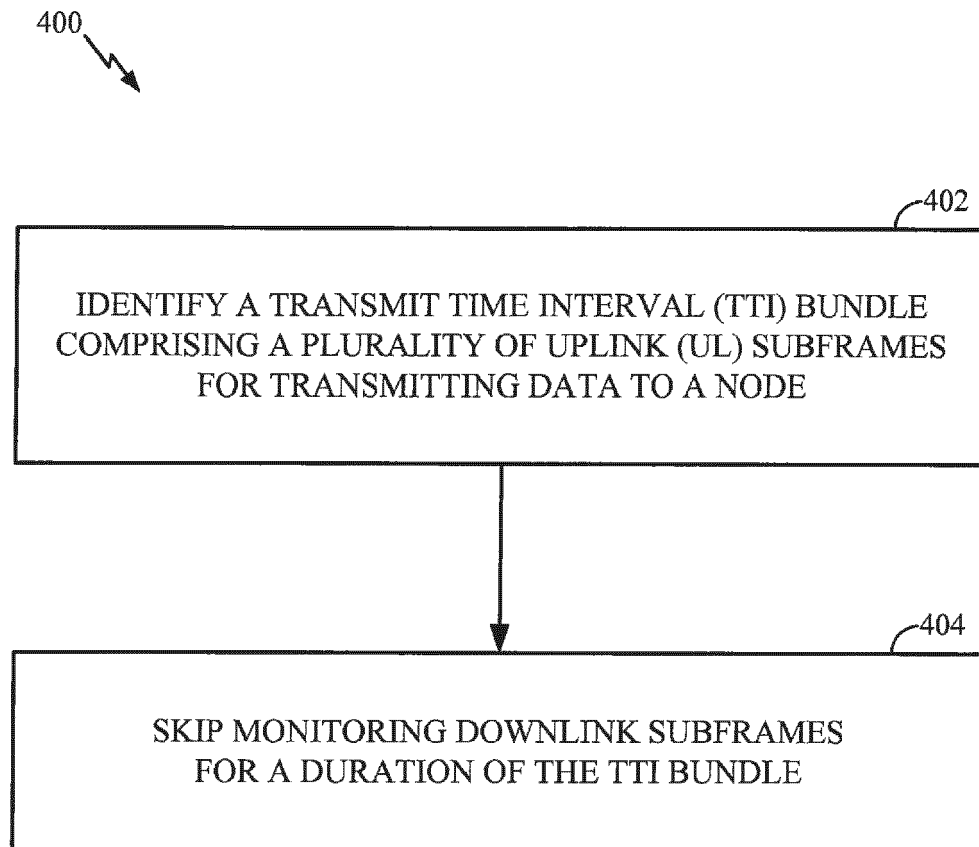 400
402
IDENTIFY A TRANSMIT TIME INTERVAL (TTI) BUNDLE
COMPRISING A PLURALITY OF UPLINK (UL) SUBFRAMES
FOR TRANSMITTING DATA TO A NODE
404
SKIP MONITORING DOWNLINK SUBFRAMES
FOR A DURATION OF THE TTI BUNDLE